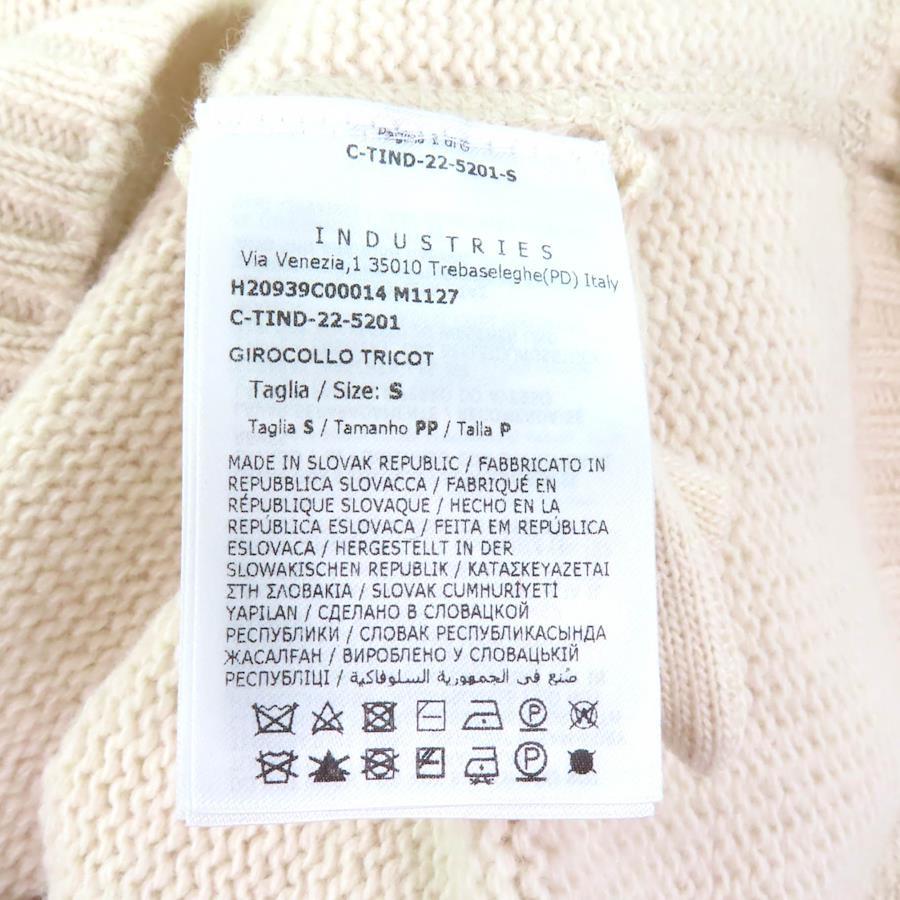 C-TIND-22-5201-S
INDUSTRIES
Via Venezia,1 35010 Trebaseleghe(PD) Italy
H20939C00014 M1127
C-TIND-22-5201
GIROCOLLO TRICOT
Taglia / Size: S
Taglia S / Tamanho PP / Talla P
MADE IN SLOVAK REPUBLIC / FABBRICATO IN
REPUBBLICA SLOVACCA / FABRIQUÉ EN
RÉPUBLIQUE SLOVAQUE / HECHO EN LA
REPÚBLICA ESLOVACA / FEITA EM REPÚBLICA
ESLOVACA / HERGESTELLT IN DER
SLOWAKISCHEN REPUBLIK / ΚΑΤΑΣΚΕΥΑΖΕΤΑΙ
ΣΤΗ ΣΛΟΒΑΚΙΑ / SLOVAK CUMHURİYETİ
YAPILAN / СДЕЛАНО В СЛОВАЦКОЙ
РЕСПУБЛИКИ / СЛОВАК РЕСПУБЛИКАСЫНДА
ЖАСАЛҒАН / ВИРОБЛЕНО У СЛОВАЦЬКІЙ
РЕСПУБЛІЦІ / صُنع في الجمهورية السلوفاكية
P W
P